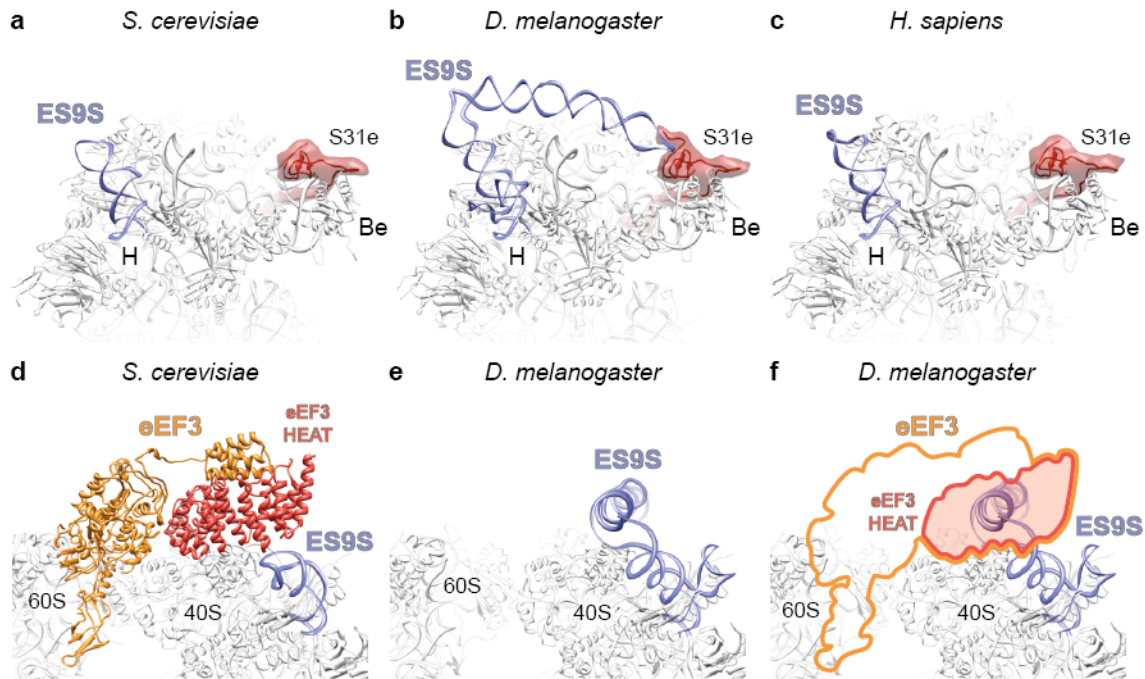 a
S. cerevisiae
b
D. melanogaster
c
H. sapiens
ES9S
S31e
H
Be
ES9S
S31e
H
Be
ES9S
S31e
H
Be
d
S. cerevisiae
e
D. melanogaster
f
D. melanogaster
eEF3
eEF3
HEAT
ES9S
60S
40S
ES9S
60S
40S
eEF3
eEF3
HEAT
ES9S
60S
40S